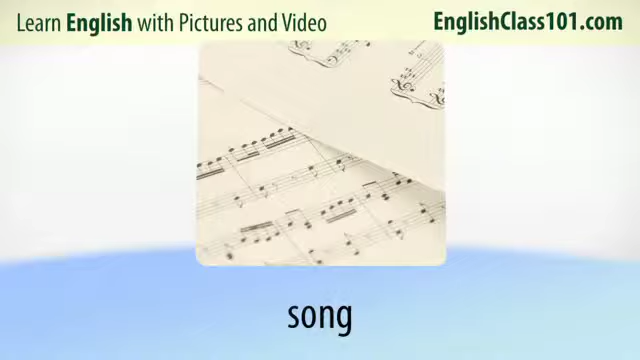 Learn English with Pictures and Video
EnglishClass101.com
song